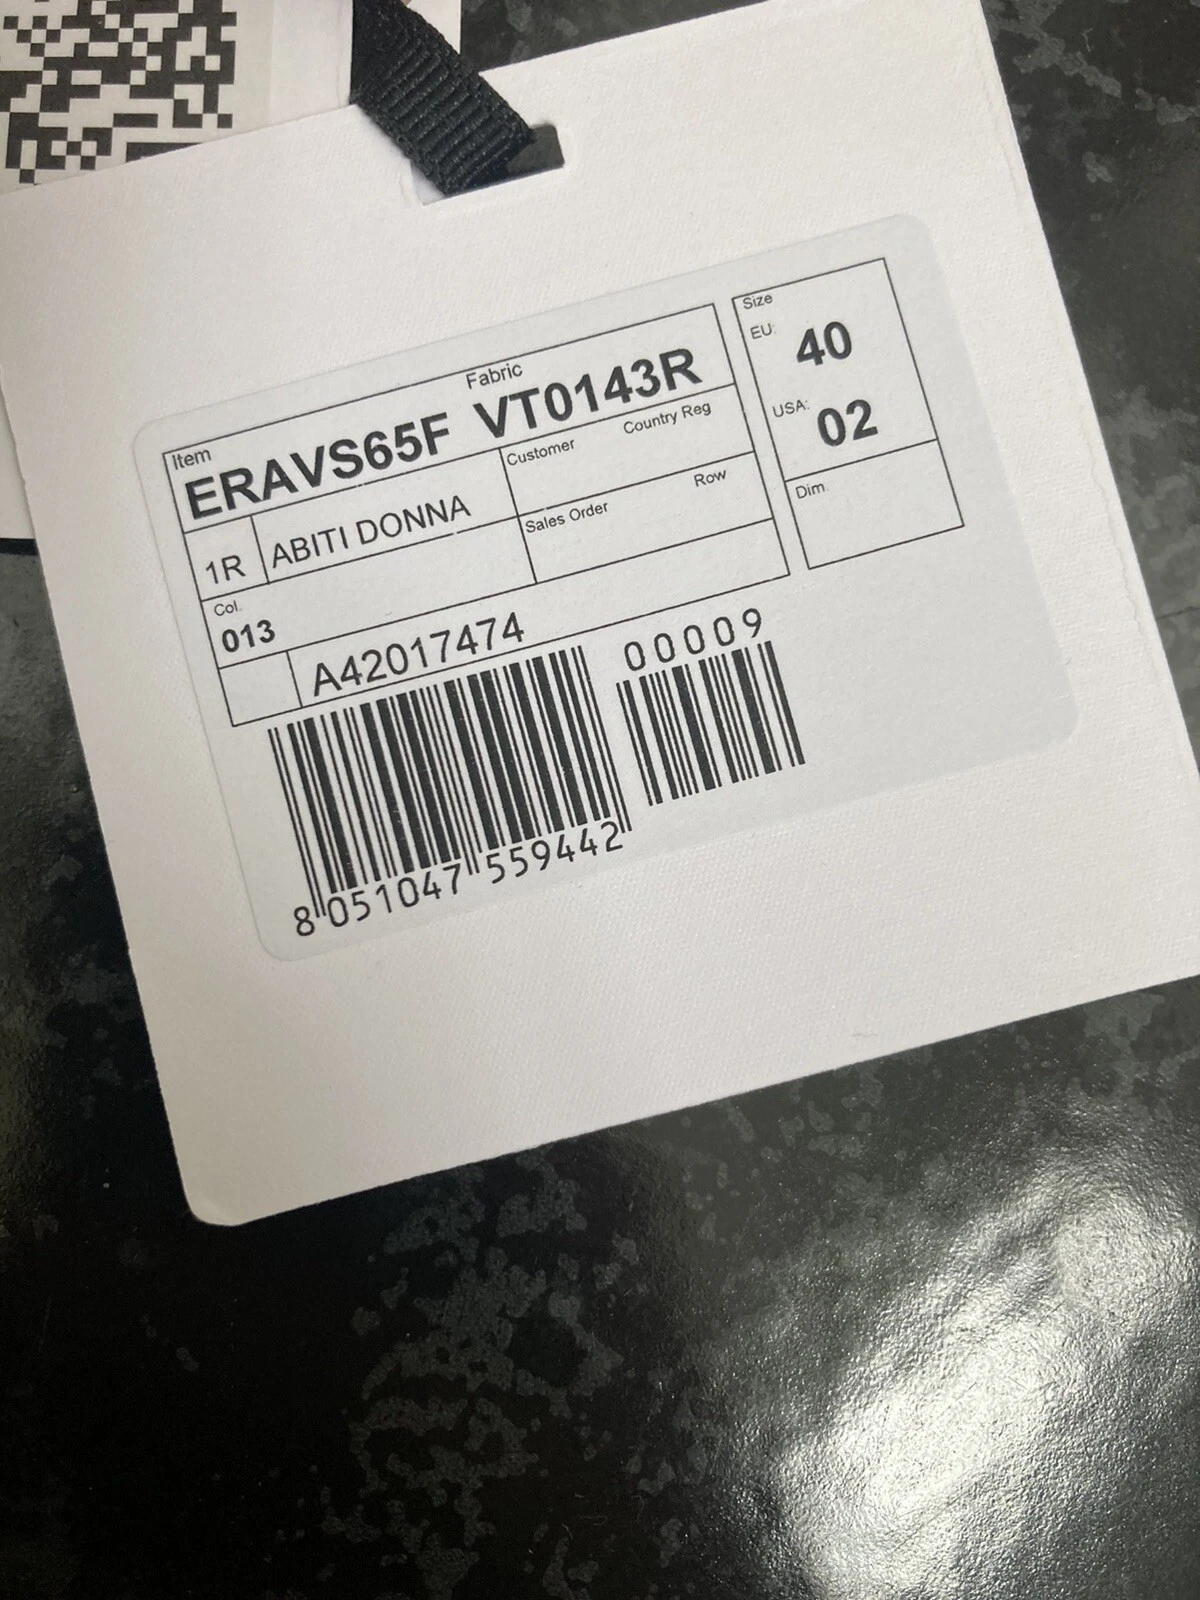 Item Fabric
ERAVS65F VT0143R
1R ABITI DONNA
Customer Country Reg
Sales Order Row
Col.
013
A42017474
00009
8 051047 559442
Size
EU: 40
USA: 02
Dim.